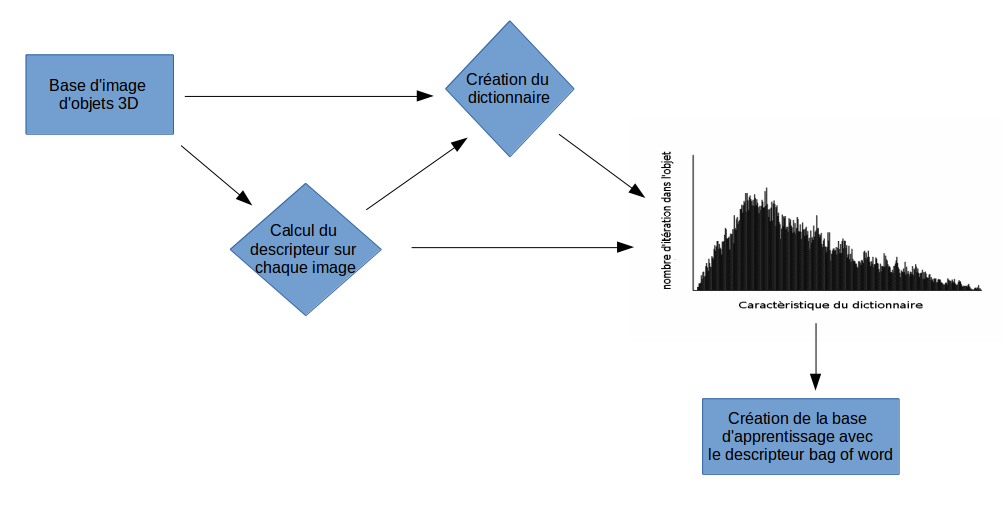 Base d'image
d'objets 3D
Création du
dictionnaire
Calcul du
descripteur sur
chaque image
nombre d'itération dans l'objet
Caractèristique du dictionnaire
Création de la base
d'apprentissage avec
le descripteur bag of word